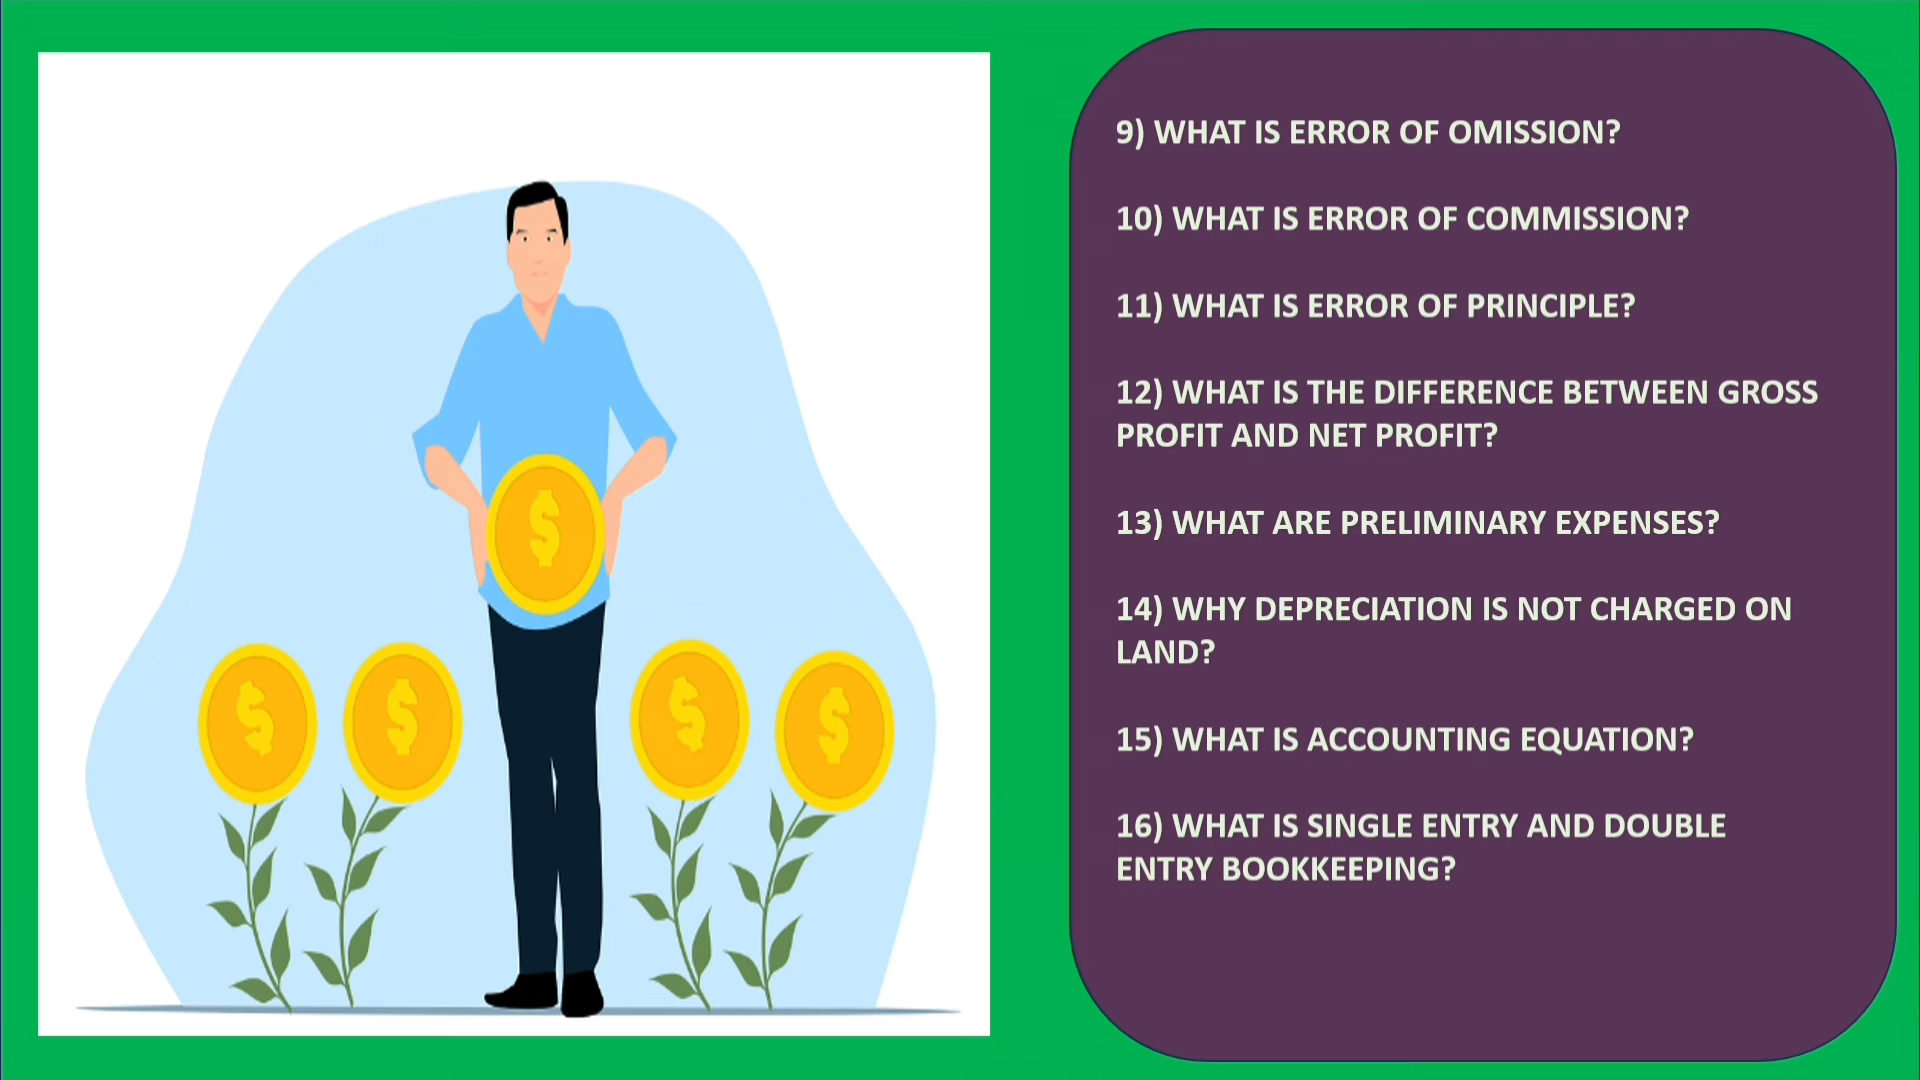 9) WHAT IS ERROR OF OMISSION?
10) WHAT IS ERROR OF COMMISSION?
11) WHAT IS ERROR OF PRINCIPLE?
12) WHAT IS THE DIFFERENCE BETWEEN GROSS
PROFIT AND NET PROFIT?
13) WHAT ARE PRELIMINARY EXPENSES?
14) WHY DEPRECIATION IS NOT CHARGED ON
LAND?
15) WHAT IS ACCOUNTING EQUATION?
16) WHAT IS SINGLE ENTRY AND DOUBLE
ENTRY BOOKKEEPING?
$
$
$
$
$